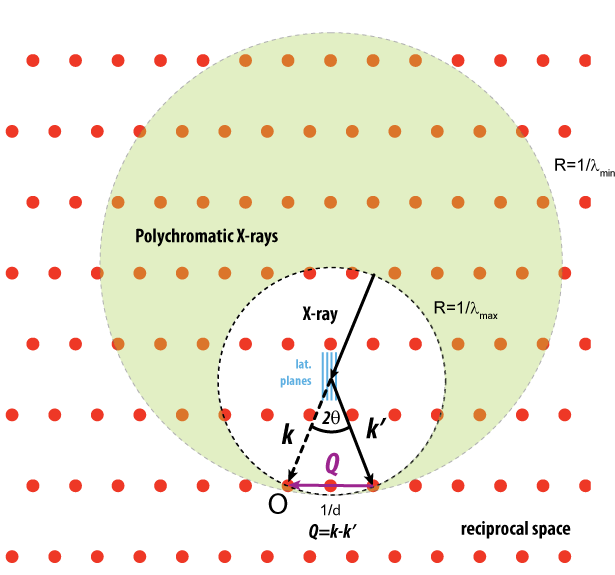 R=1/λmin
Polychromatic X-rays
X-ray
R=1/λmax
lat.
planes
2θ
k
k′
Q
O
1/d
Q=k-k′
reciprocal space